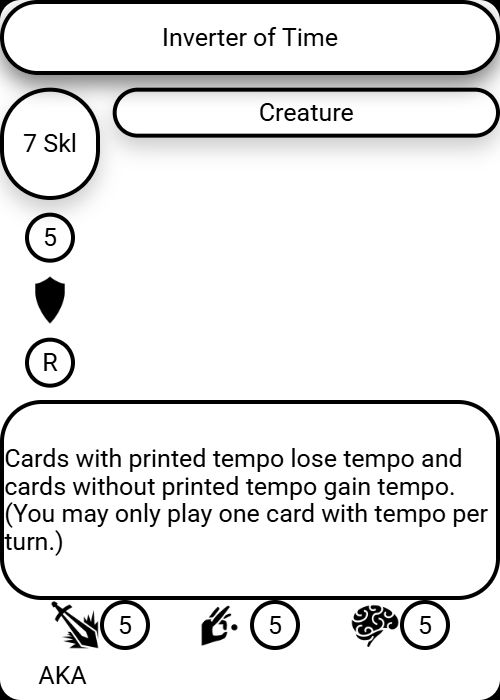 Inverter of Time
Creature
7 Skl
5
R
Cards with printed tempo lose tempo and
cards without printed tempo gain tempo.
(You may only play one card with tempo per
turn.)
5 5 5
AKA